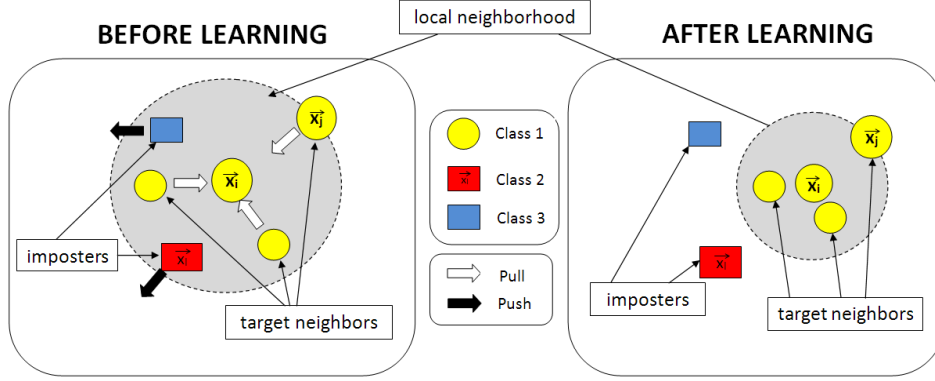 local neighborhood
BEFORE LEARNING
AFTER LEARNING
x⃗j
x⃗i
x⃗l
imposters
target neighbors
Class 1
x⃗l
Class 2
Class 3
Pull
Push
x⃗j
x⃗i
x⃗l
imposters
target neighbors